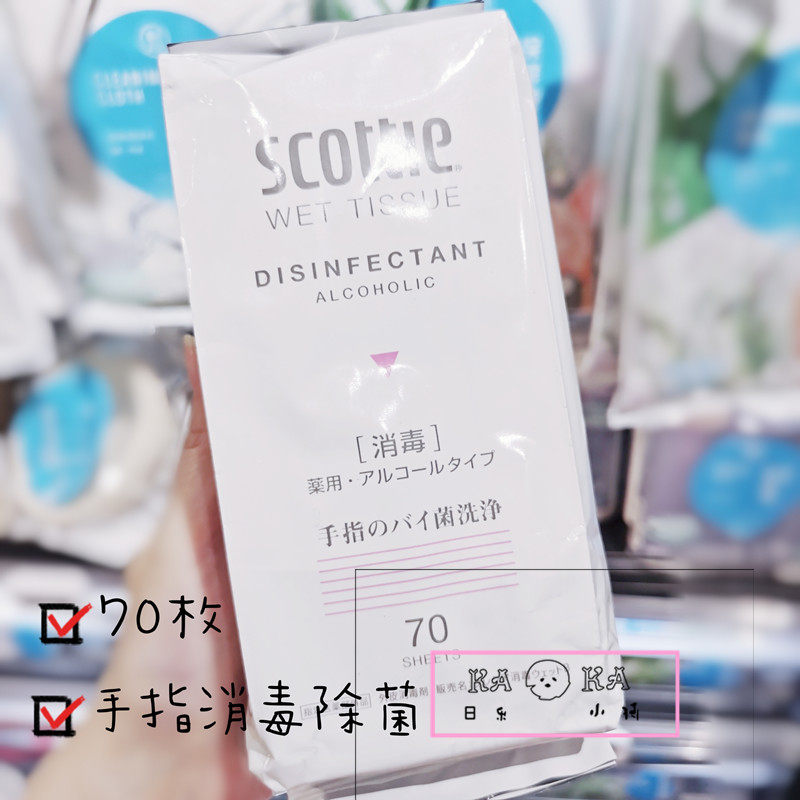 CLEANING
CLOTH
scottie
WET TISSUE
DISINFECTANT
ALCOHOLIC
[消毒]
薬用・アルコールタイプ
手指のバイ菌洗浄
70
SHEETS
70枚
手指消毒除菌
KA KA
日乐 小